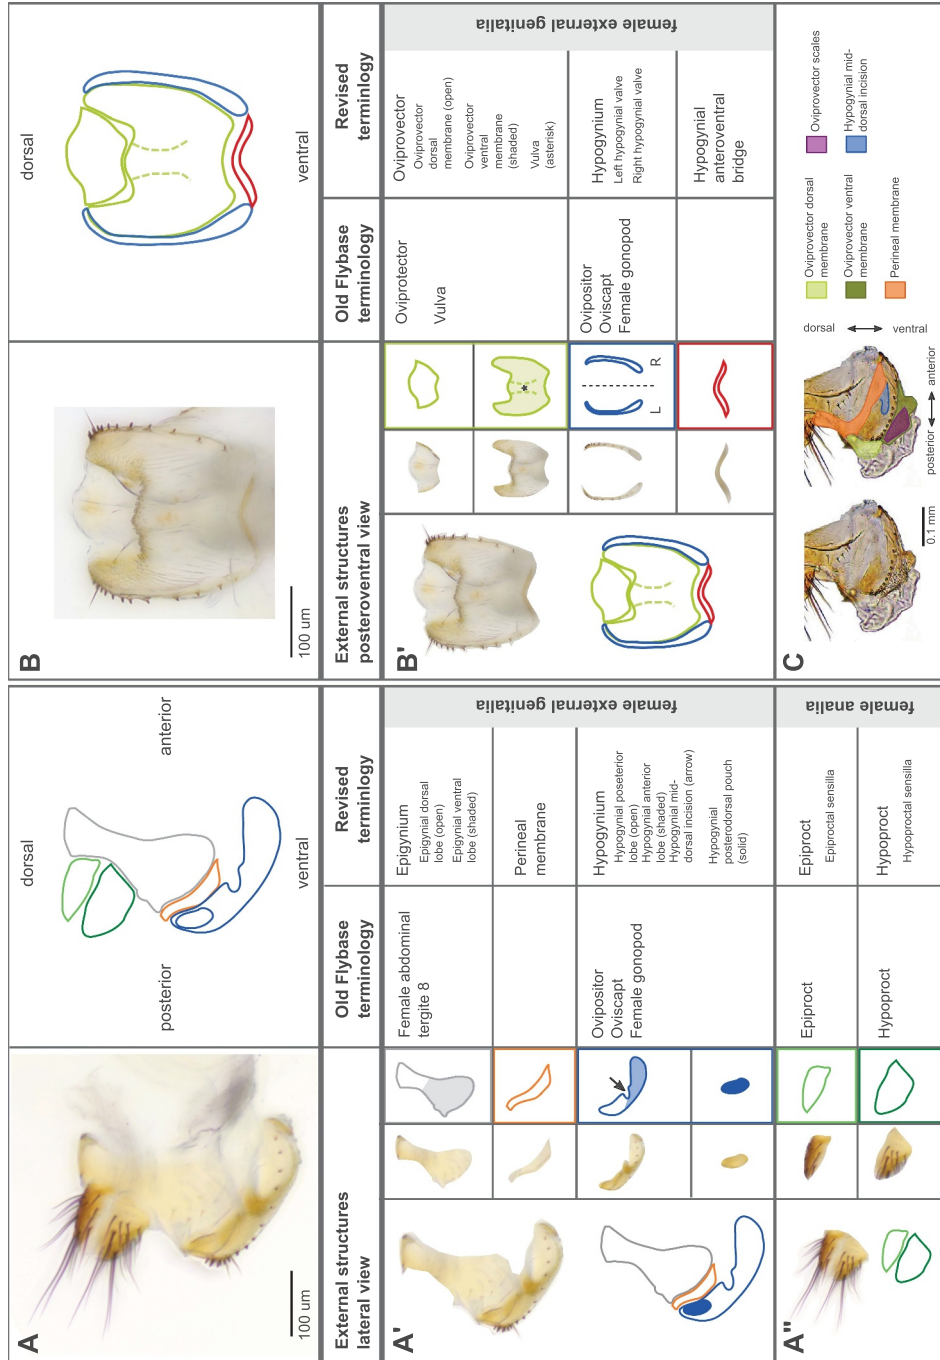 A
100 um
dorsal
posterior
anterior
ventral
External structures
lateral view
Old Flybase
terminology
Revised
terminlogy
A'
Female abdominal
tergite 8
Epigynium
Epigynial dorsal
lobe (open)
Epigynial ventral
lobe (shaded)
Perineal
membrane
Ovipositor
Oviscapt
Female gonopod
Hypogynium
Hypogynial poseterior
lobe (open)
Hypogynial anterior
lobe (shaded)
Hypogynial mid-
dorsal incision (arrow)
Hypogynial
posterodorsal pouch
(solid)
female external genitalia
A"
Epiproct
Epiproct
Epiproctal sensilla
Hypoproct
Hypoproct
Hypoproctal sensilla
female analia
B
100 um
dorsal
ventral
External structures
posteroventral view
Old Flybase
terminology
Revised
terminlogy
B'
*
Oviprotector
Vulva
Oviprovector
Oviprovector
dorsal
membrane (open)
Oviprovector
ventral
membrane
(shaded)
Vulva
(asterisk)
L
R
Ovipositor
Oviscapt
Female gonopod
Hypogynium
Left hypogynial valve
Right hypogynial valve
Hypogynial
anteroventral
bridge
female external genitalia
C
0.1 mm
dorsal
ventral
posterior
anterior
Oviprovector dorsal
membrane
Oviprovector ventral
membrane
Perineal membrane
Oviprovector scales
Hypogynial mid-
dorsal incision